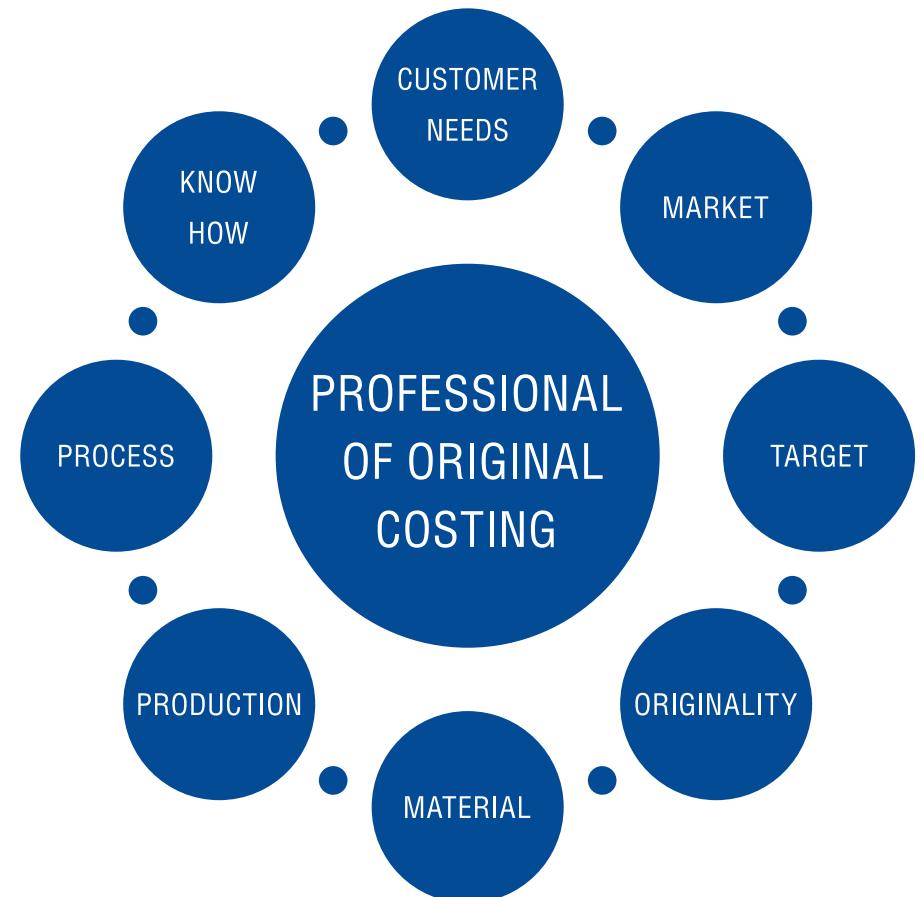 CUSTOMER
NEEDS
KNOW
HOW
MARKET
PROFESSIONAL
OF ORIGINAL
COSTING
PROCESS
TARGET
PRODUCTION
ORIGINALITY
MATERIAL